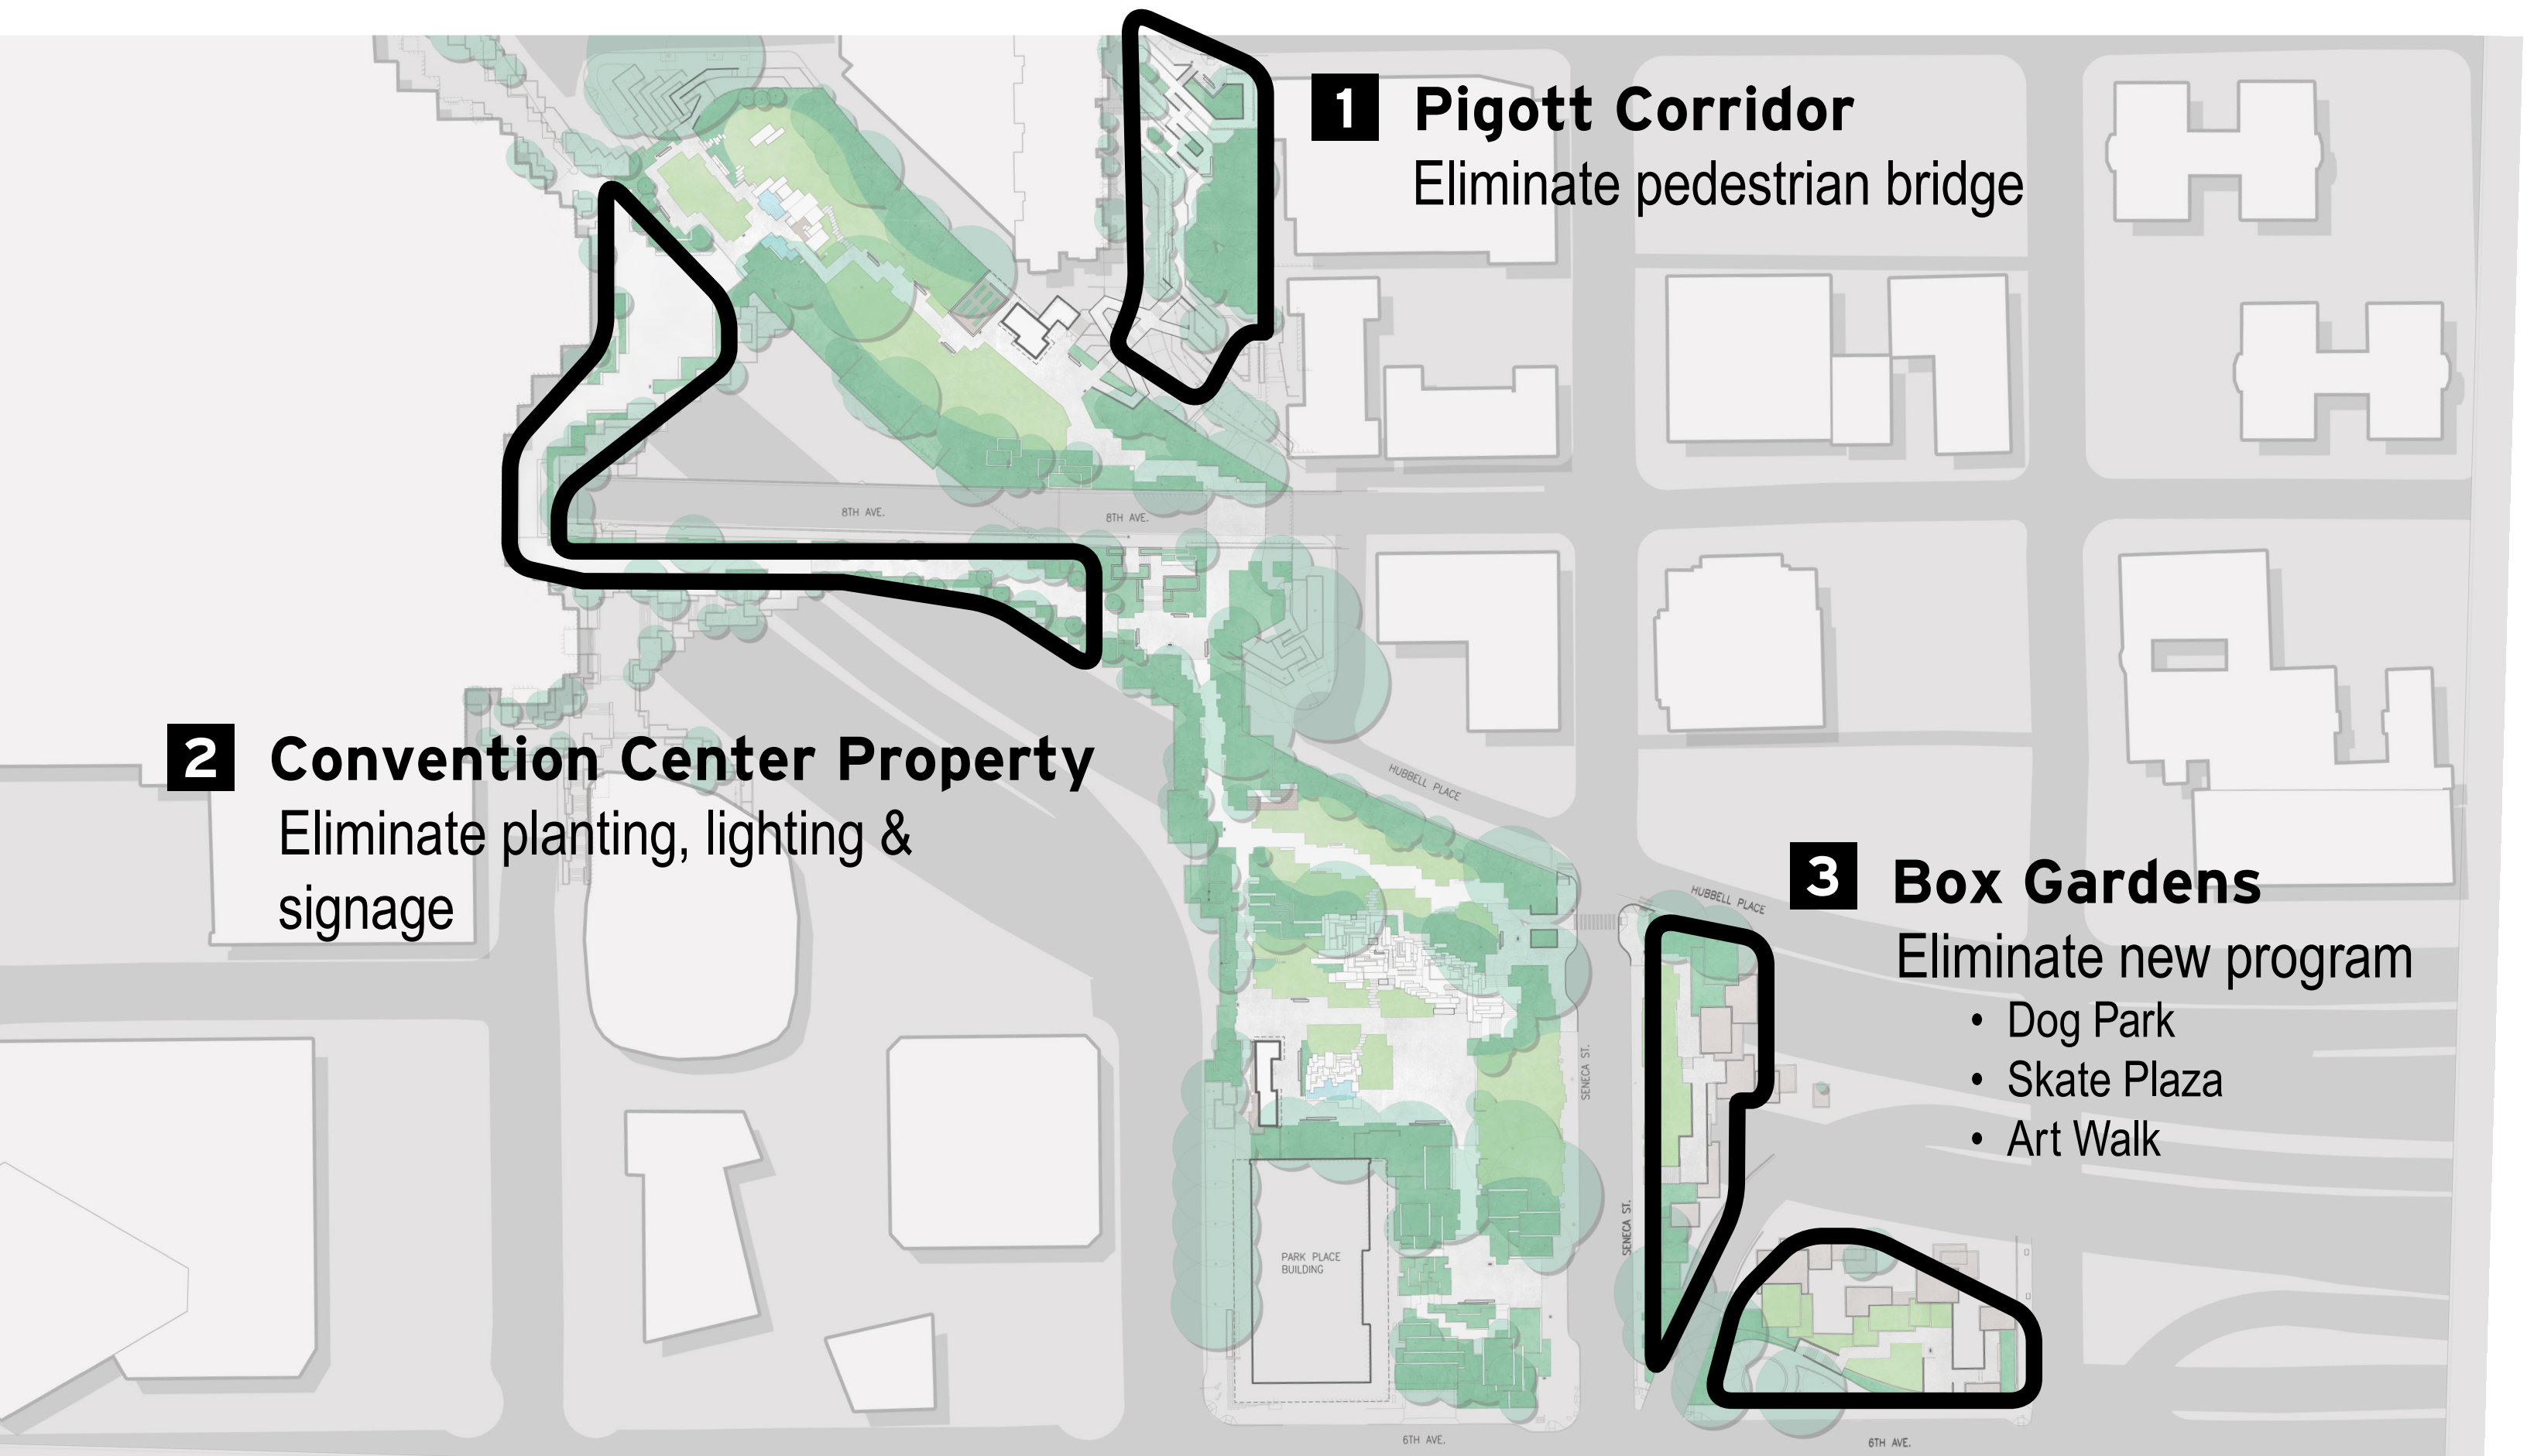 1 Pigott Corridor
Eliminate pedestrian bridge
8TH AVE.
8TH AVE.
2 Convention Center Property
Eliminate planting, lighting &
signage
HUBBELL PLACE
HUBBELL PLACE
3 Box Gardens
Eliminate new program
• Dog Park
• Skate Plaza
• Art Walk
SENECA ST.
SENECA ST.
PARK PLACE
BUILDING
6TH AVE.
6TH AVE.